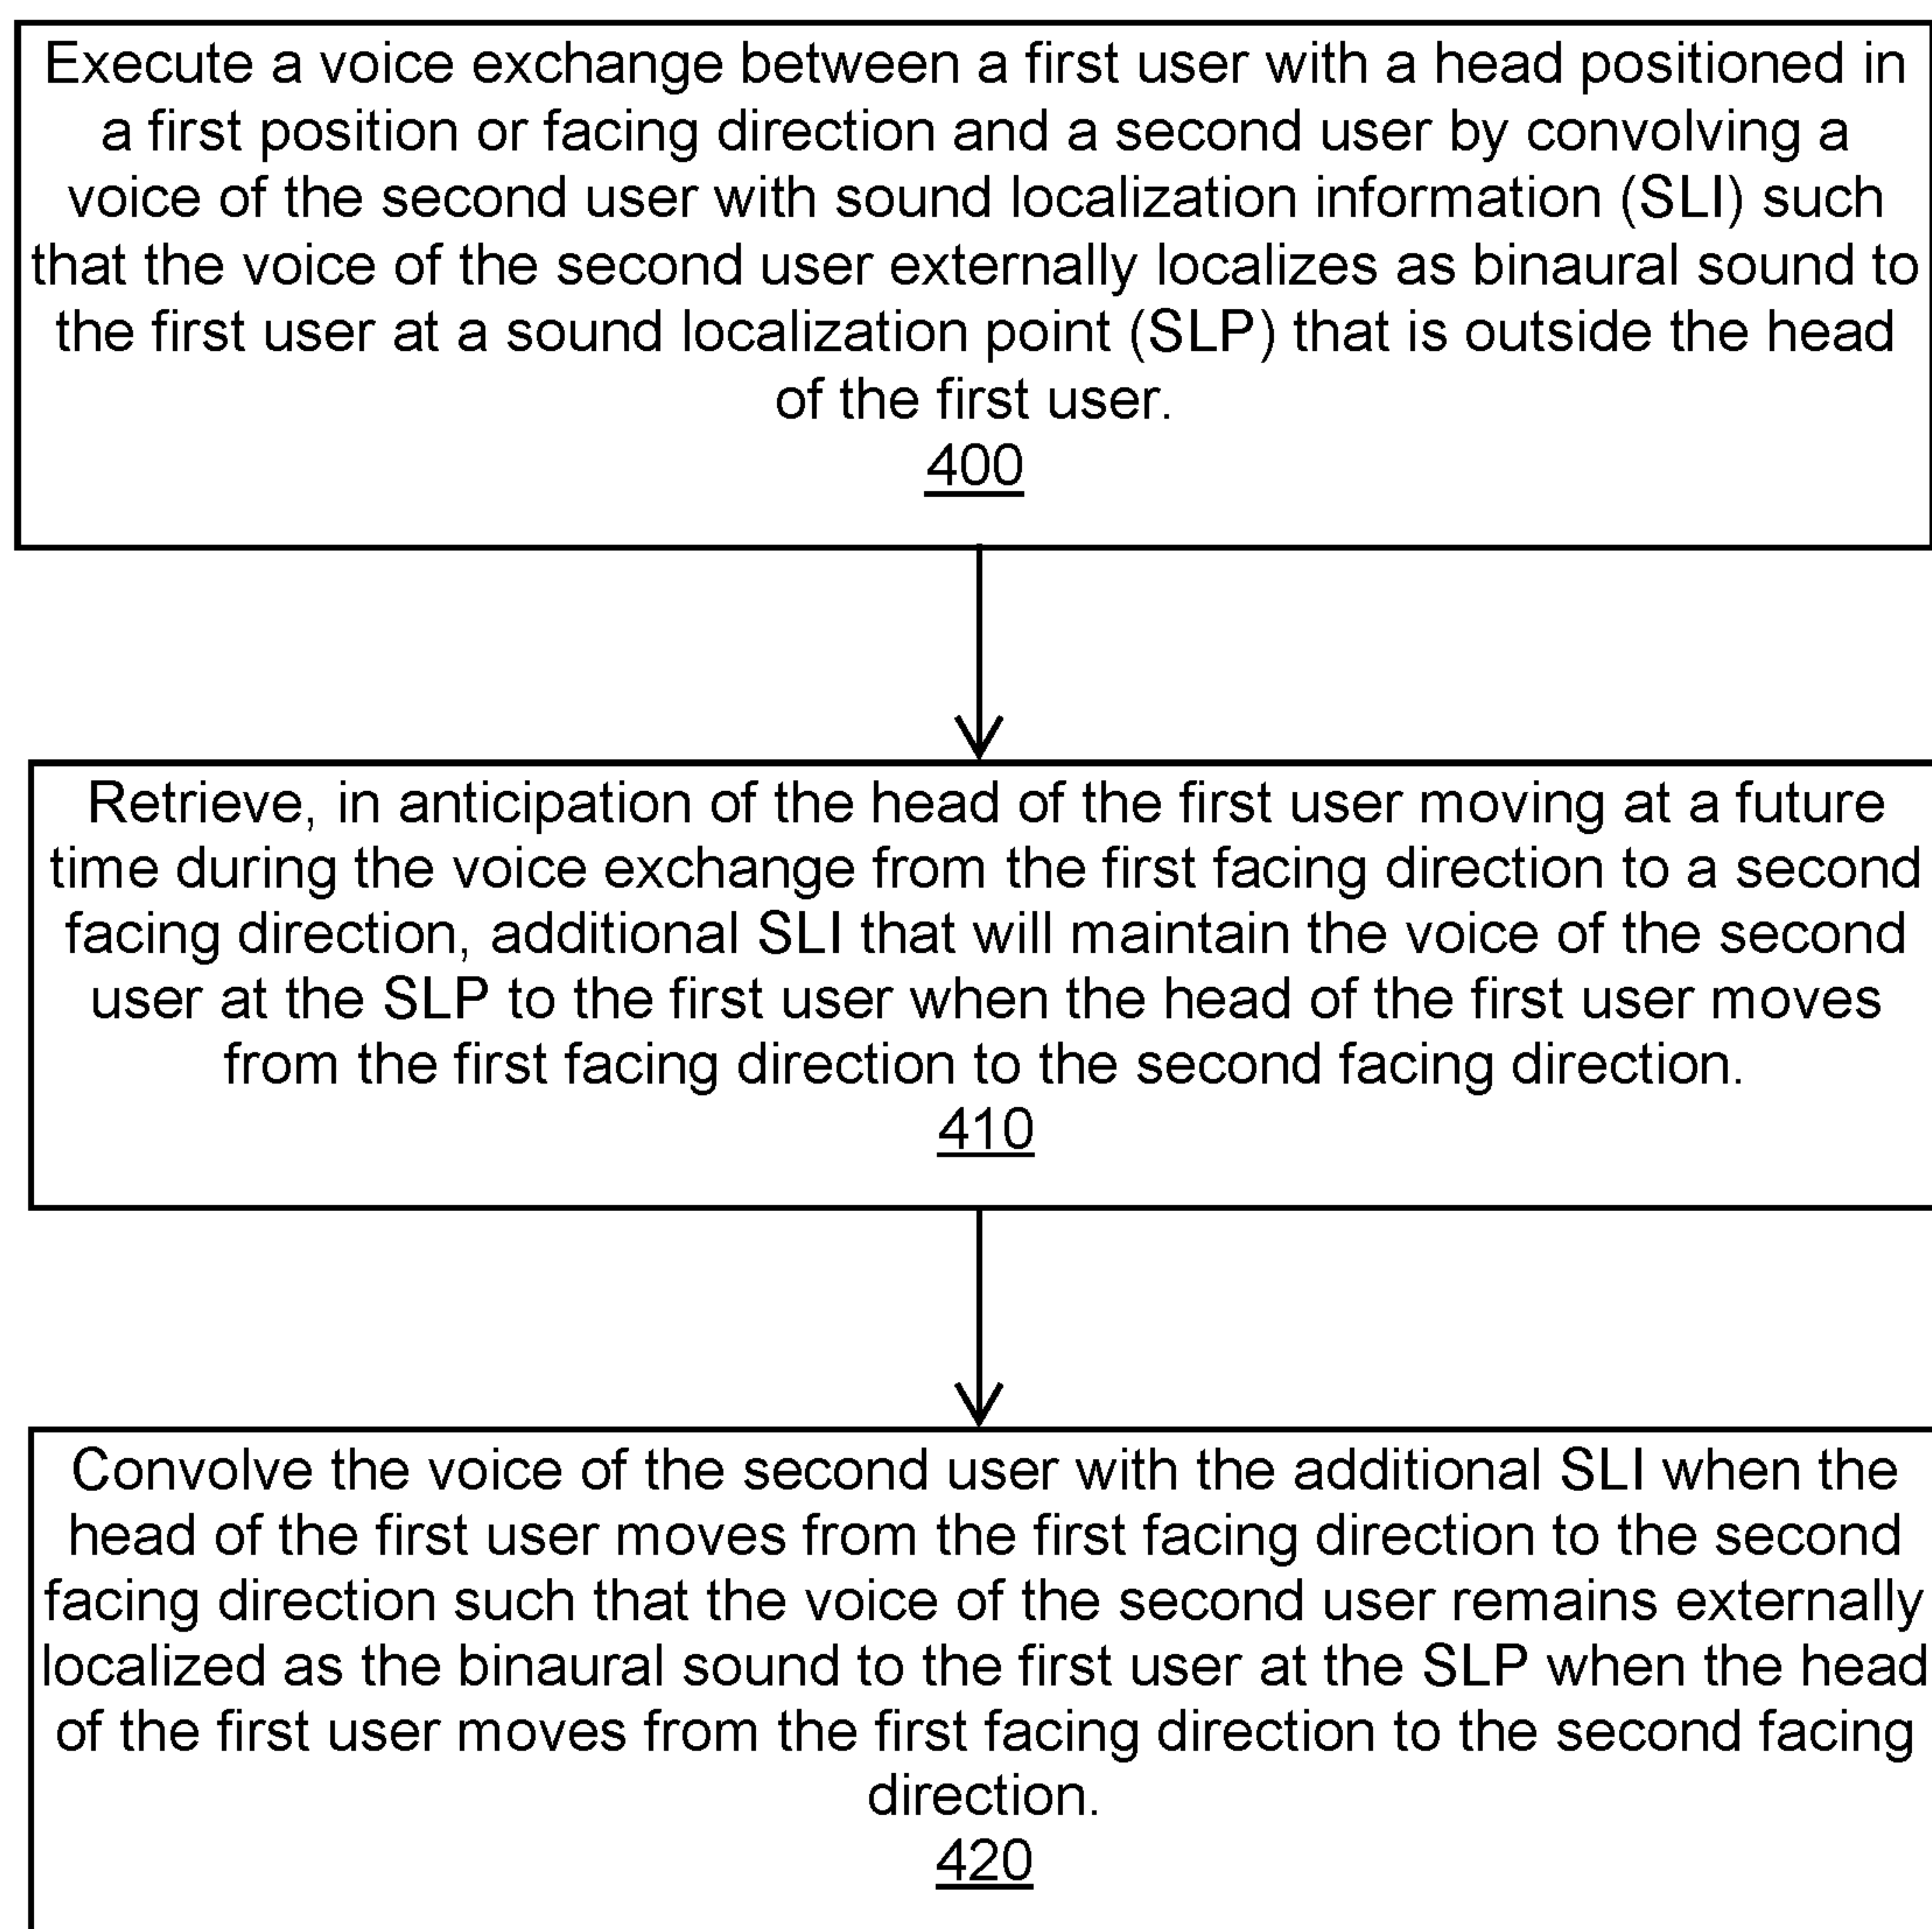 Execute a voice exchange between a first user with a head positioned in
a first position or facing direction and a second user by convolving a
voice of the second user with sound localization information (SLI) such
that the voice of the second user externally localizes as binaural sound to
the first user at a sound localization point (SLP) that is outside the head
of the first user.
400
Retrieve, in anticipation of the head of the first user moving at a future
time during the voice exchange from the first facing direction to a second
facing direction, additional SLI that will maintain the voice of the second
user at the SLP to the first user when the head of the first user moves
from the first facing direction to the second facing direction.
410
Convolve the voice of the second user with the additional SLI when the
head of the first user moves from the first facing direction to the second
facing direction such that the voice of the second user remains externally
localized as the binaural sound to the first user at the SLP when the head
of the first user moves from the first facing direction to the second facing
direction.
420